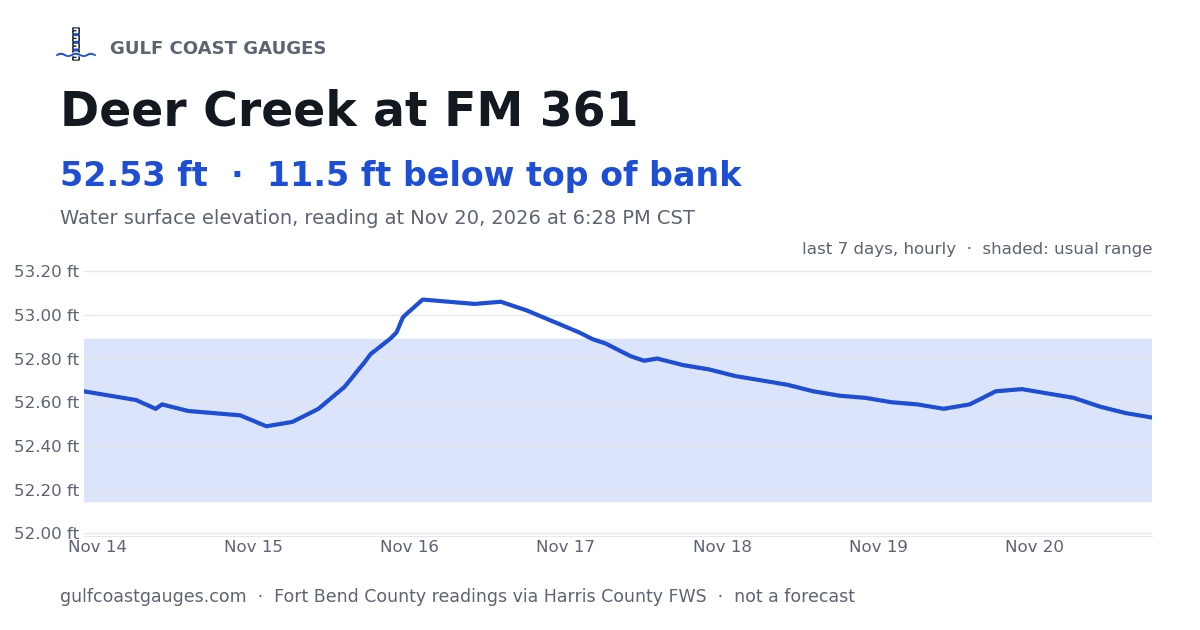 GULF COAST GAUGES
Deer Creek at FM 361
52.53 ft · 11.5 ft below top of bank
Water surface elevation, reading at Nov 20, 2026 at 6:28 PM CST
last 7 days, hourly · shaded: usual range
53.20 ft
53.00 ft
52.80 ft
52.60 ft
52.40 ft
52.20 ft
52.00 ft
Nov 14 Nov 15 Nov 16 Nov 17 Nov 18 Nov 19 Nov 20
gulfcoastgauges.com · Fort Bend County readings via Harris County FWS · not a forecast